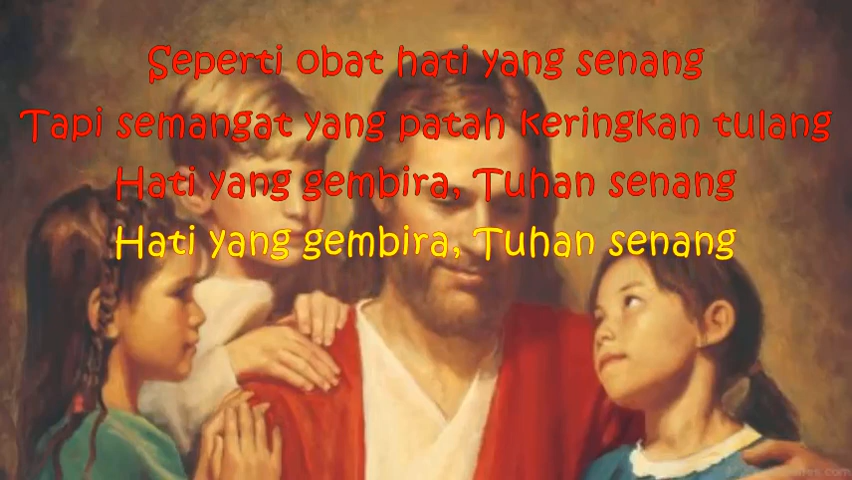 Seperti obat hati yang senang
Tapi semangat yang patah keringkan tulang
Hati yang gembira, Tuhan senang
Hati yang gembira, Tuhan senang